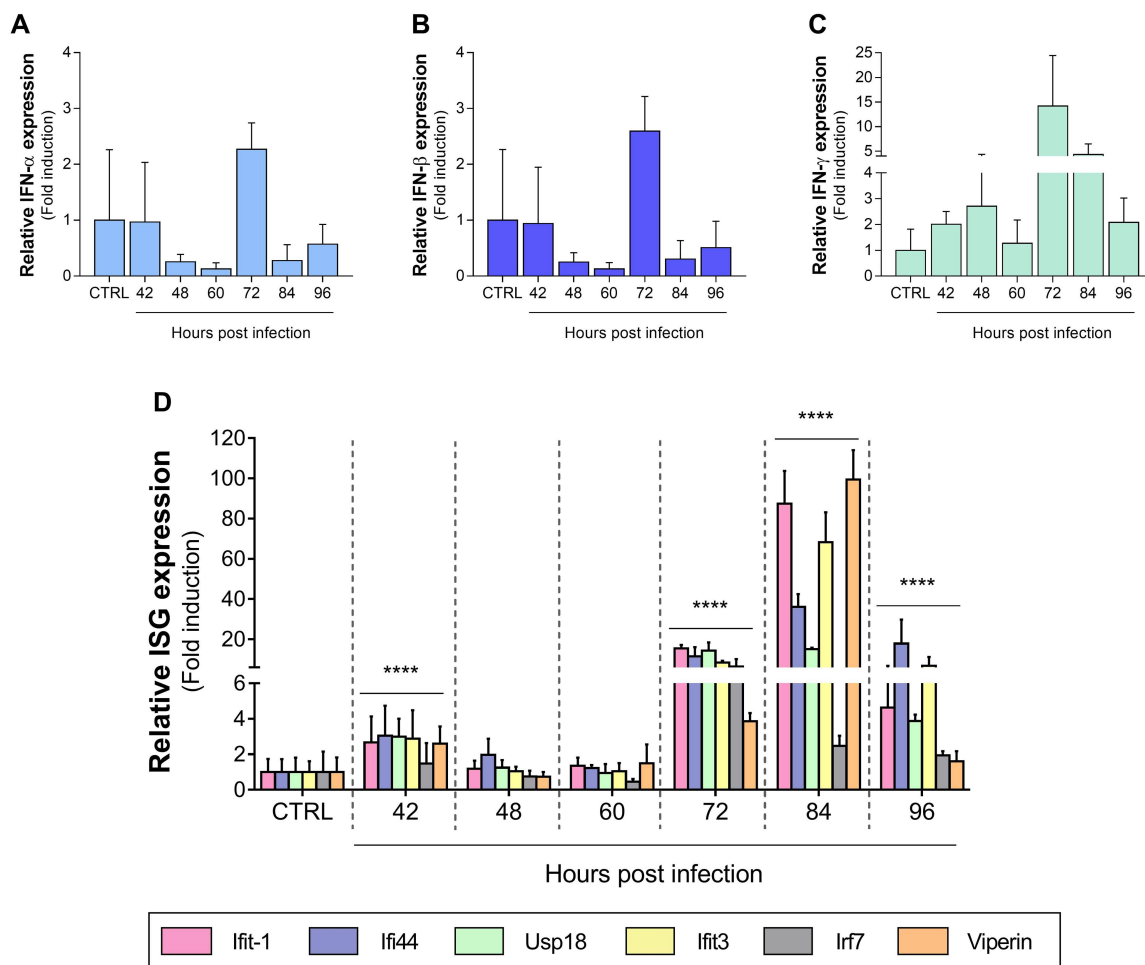 A
Relative IFN-α expression
(Fold induction)
4
3
2
1
0
CTRL 42 48 60 72 84 96
Hours post infection
B
Relative IFN-β expression
(Fold induction)
4
3
2
1
0
CTRL 42 48 60 72 84 96
Hours post infection
C
Relative IFN-γ expression
(Fold induction)
25
20
15
10
5
4
3
2
1
0
CTRL 42 48 60 72 84 96
Hours post infection
D
Relative ISG expression
(Fold induction)
120
100
80
60
40
20
6
4
2
0
****
****
****
****
CTRL 42 48 60 72 84 96
Hours post infection
Ifit-1 Ifi44 Usp18 Ifit3 Irf7 Viperin